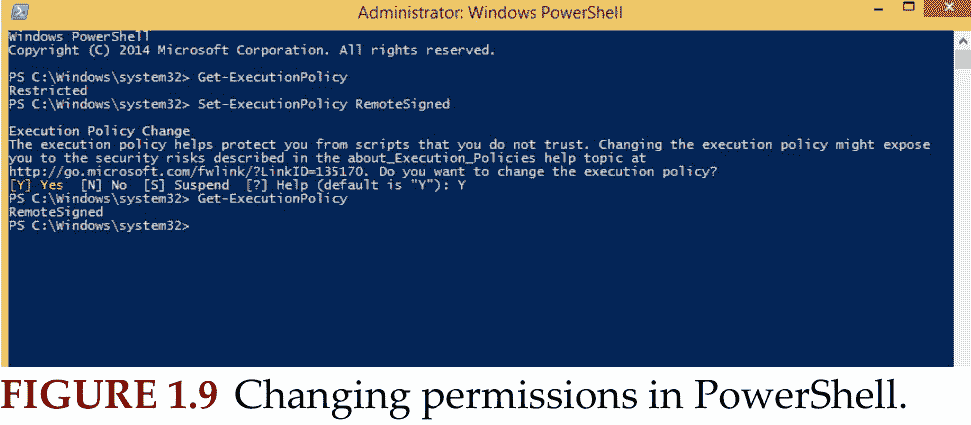 Administrator: Windows PowerShell
Windows PowerShell
Copyright (C) 2014 Microsoft Corporation. All rights reserved.
PS C:\Windows\system32> Get-ExecutionPolicy
Restricted
PS C:\Windows\system32> Set-ExecutionPolicy RemoteSigned
Execution Policy Change
The execution policy helps protect you from scripts that you do not trust. Changing the execution policy might expose
you to the security risks described in the about_Execution_Policies help topic at
http://go.microsoft.com/fwlink/?LinkID=135170. Do you want to change the execution policy?
[Y] Yes  [N] No  [S] Suspend  [?] Help (default is "Y"): Y
PS C:\Windows\system32> Get-ExecutionPolicy
RemoteSigned
PS C:\Windows\system32>
FIGURE 1.9 Changing permissions in PowerShell.